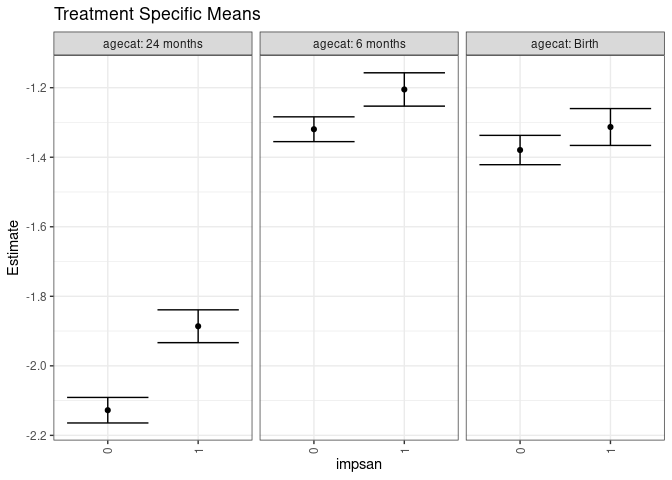 Treatment Specific Means
agecat: 24 months
agecat: 6 months
agecat: Birth
Estimate
-1.2
-1.4
-1.6
-1.8
-2.0
-2.2
0
1
0
1
0
1
impsan